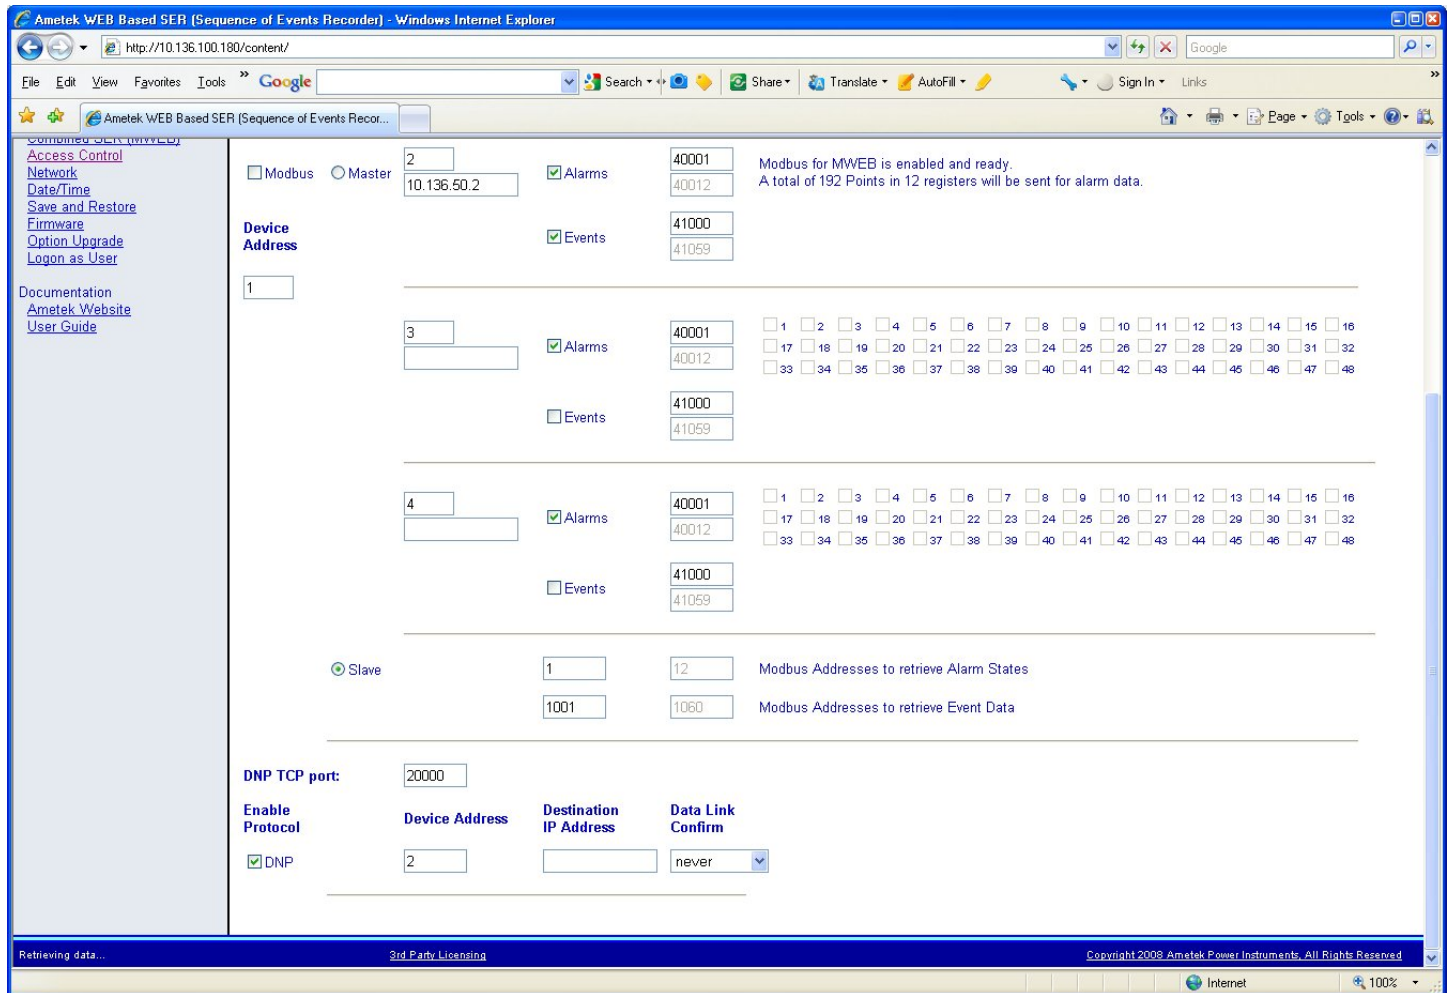 Ametek WEB Based SER (Sequence of Events Recorder) - Windows Internet Explorer
http://10.136.100.180/content/
Google
File Edit View Favorites Tools » Google Search Share Translate AutoFill Sign In Links »
Ametek WEB Based SER (Sequence of Events Recor... Page Tools
Combined SER (MWEB)
Access Control
Network
Date/Time
Save and Restore
Firmware
Option Upgrade
Logon as User
Documentation
Ametek Website
User Guide
Modbus Master 2 Alarms 40001 Modbus for MWEB is enabled and ready.
10.136.50.2 40012 A total of 192 Points in 12 registers will be sent for alarm data.
Device
Address
Events 41000
41059
1
3 Alarms 40001 1 2 3 4 5 6 7 8 9 10 11 12 13 14 15 16
40012 17 18 19 20 21 22 23 24 25 26 27 28 29 30 31 32
33 34 35 36 37 38 39 40 41 42 43 44 45 46 47 48
Events 41000
41059
4 Alarms 40001 1 2 3 4 5 6 7 8 9 10 11 12 13 14 15 16
40012 17 18 19 20 21 22 23 24 25 26 27 28 29 30 31 32
33 34 35 36 37 38 39 40 41 42 43 44 45 46 47 48
Events 41000
41059
Slave 1 12 Modbus Addresses to retrieve Alarm States
1001 1060 Modbus Addresses to retrieve Event Data
DNP TCP port: 20000
Enable
Protocol
Device Address
Destination
IP Address
Data Link
Confirm
DNP 2 never
Retrieving data... 3rd Party Licensing Copyright 2008 Ametek Power Instruments, All Rights Reserved
Internet 100%